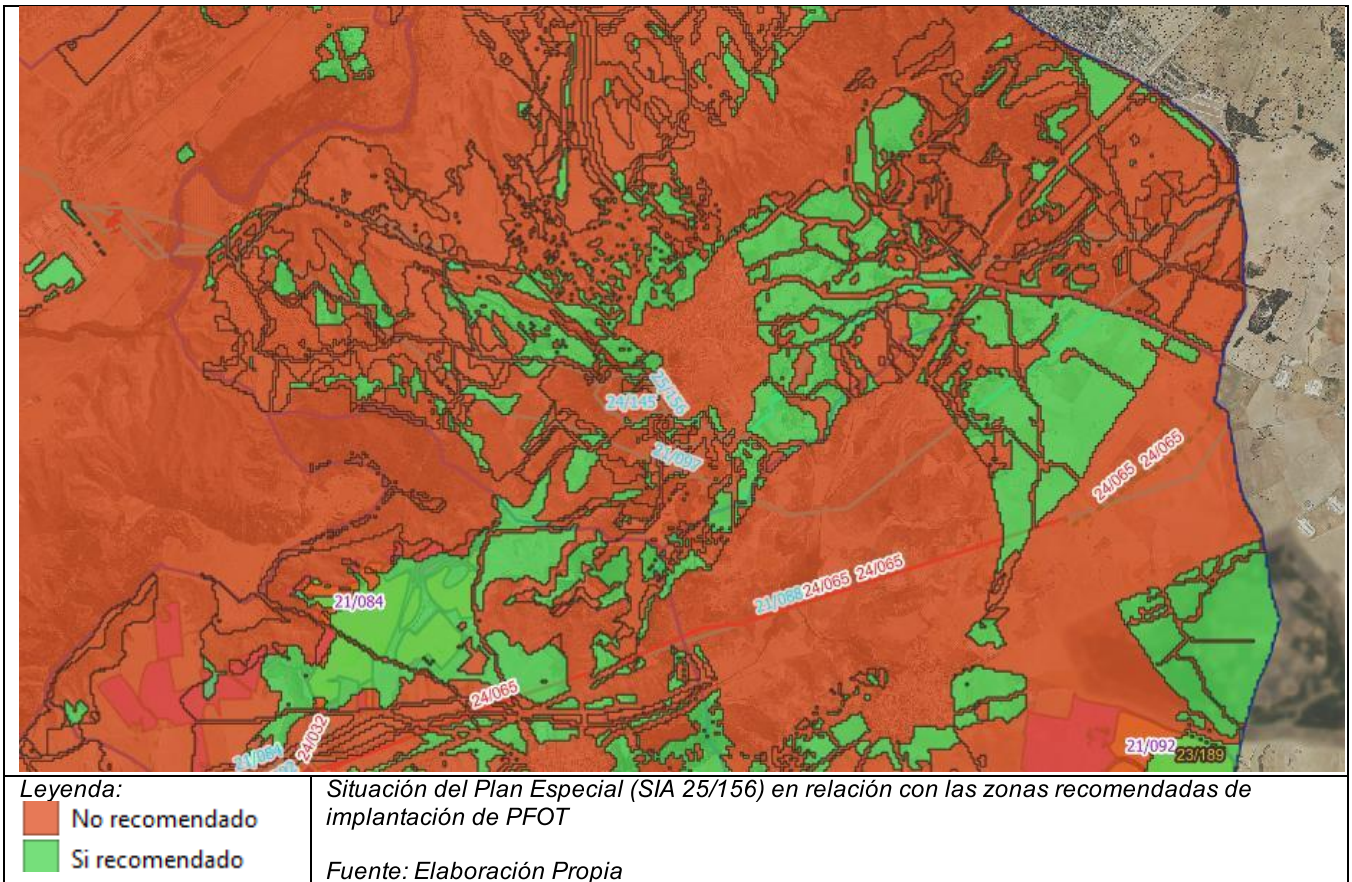 25/156
24/145
21/097
24/065 24/065
21/088 24/065 24/065
21/084
24/065
24/032
21/084
21/092
23/189
Leyenda:
No recomendado
Si recomendado
Situación del Plan Especial (SIA 25/156) en relación con las zonas recomendadas de
implantación de PFOT
Fuente: Elaboración Propia